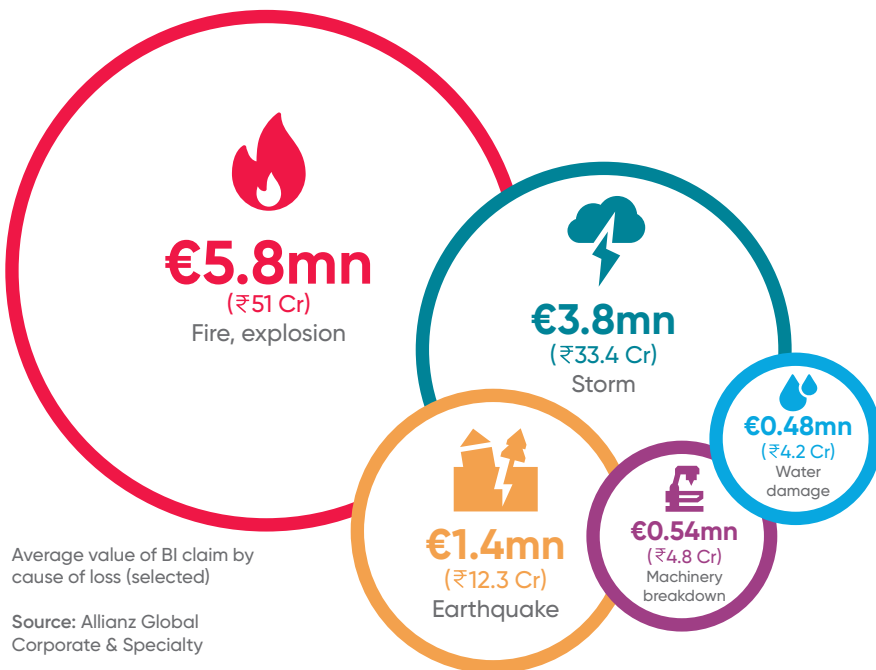 €5.8mn
(₹51 Cr)
Fire, explosion
€3.8mn
(₹33.4 Cr)
Storm
€0.48mn
(₹4.2 Cr)
Water
damage
€1.4mn
(₹12.3 Cr)
Earthquake
€0.54mn
(₹4.8 Cr)
Machinery
breakdown
Average value of BI claim by
cause of loss (selected)
Source: Allianz Global
Corporate & Specialty